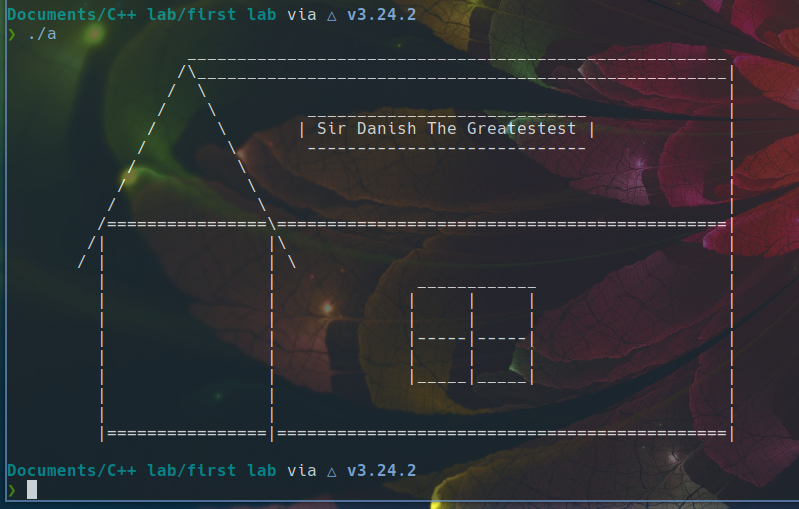 Documents/C++ lab/first lab via △ v3.24.2
❯ ./a
| Sir Danish The Greatestest |
Documents/C++ lab/first lab via △ v3.24.2
❯